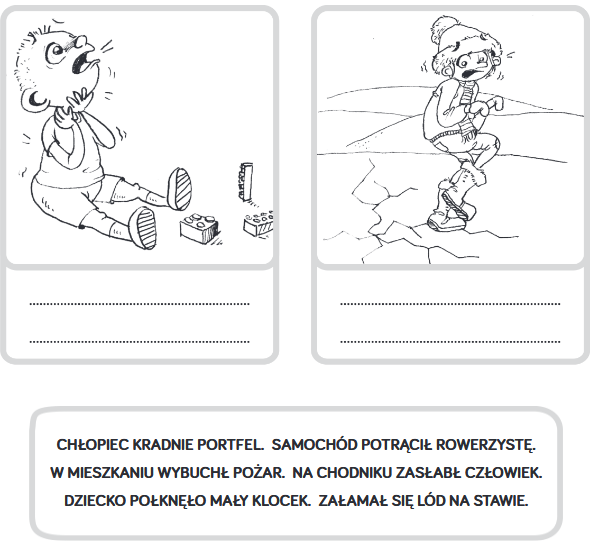 CHŁOPIEC KRADNIE PORTFEL. SAMOCHÓD POTRĄCIŁ ROWERZYSTĘ.
W MIESZKANIU WYBUCHŁ POŻAR. NA CHODNIKU ZASŁABŁ CZŁOWIEK.
DZIECKO POŁKNĘŁO MAŁY KLOCEK. ZAŁAMAŁ SIĘ LÓD NA STAWIE.